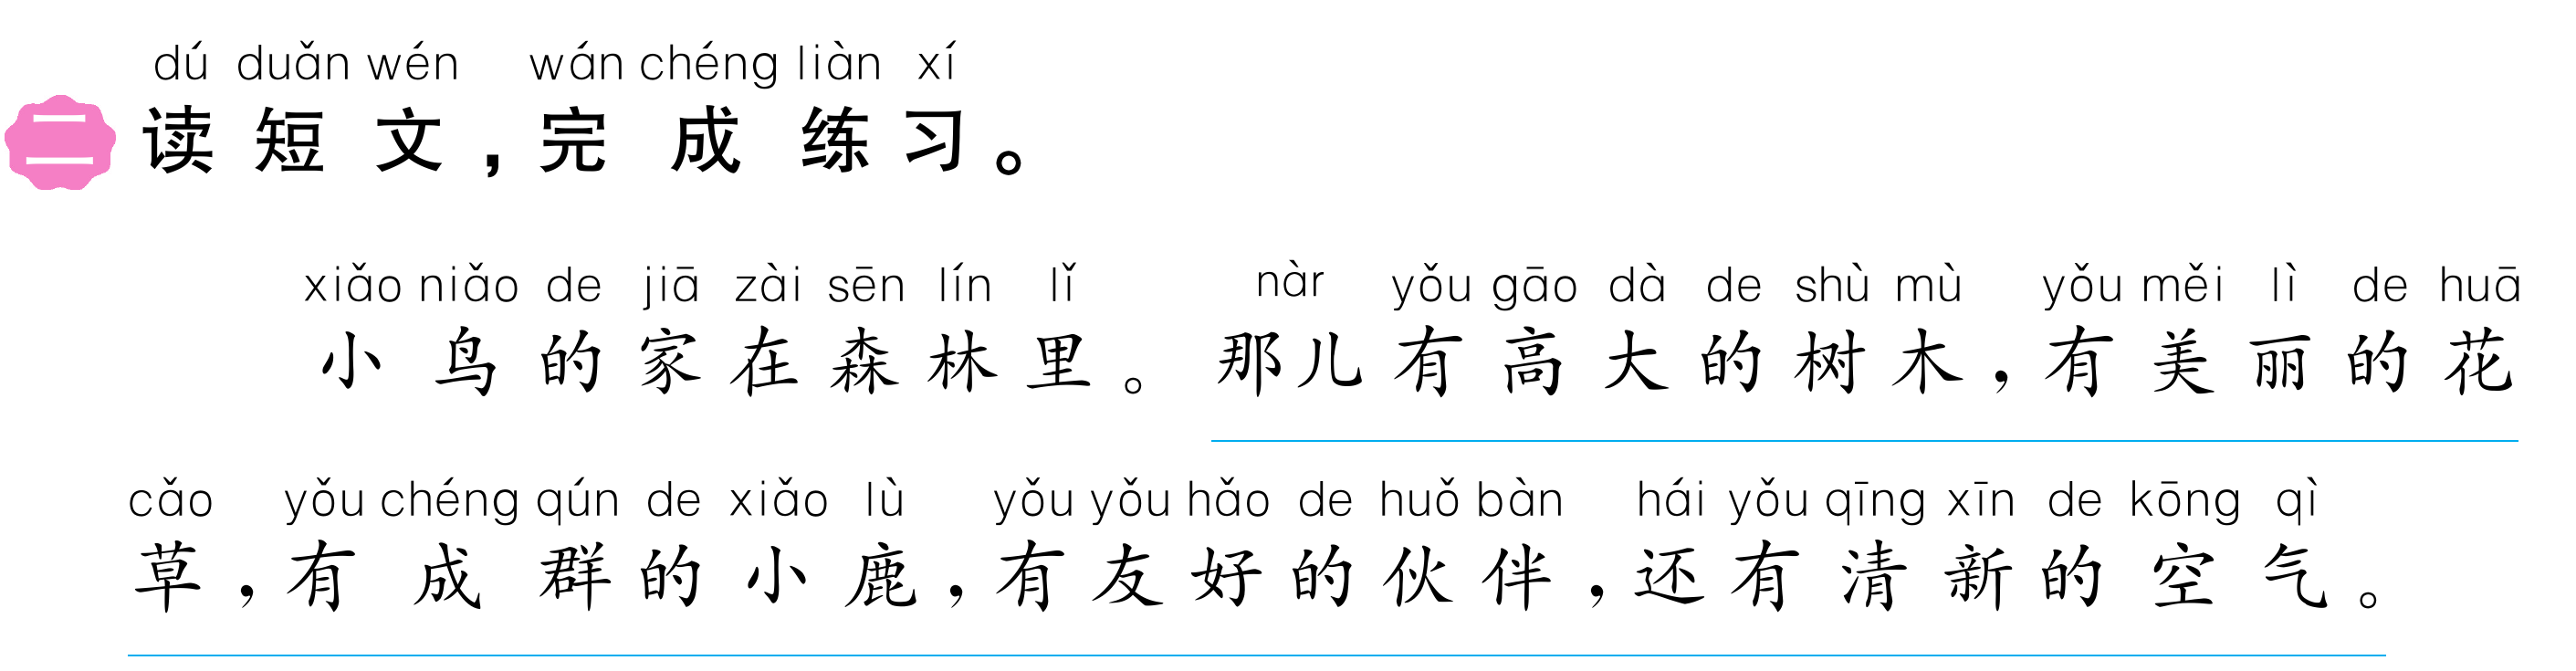 dú duǎn wén wán chéng liàn xí
二 读短文，完成练习。
xiǎo niǎo de jiā zài sēn lín lǐ nàr yǒu gāo dà de shù mù yǒu měi lì de huā
小鸟的家在森林里。那儿有高大的树木，有美丽的花
cǎo yǒu chéng qún de xiǎo lù yǒu yǒu hǎo de huǒ bàn hái yǒu qīng xīn de kōng qì
草，有成群的小鹿，有友好的伙伴，还有清新的空气。